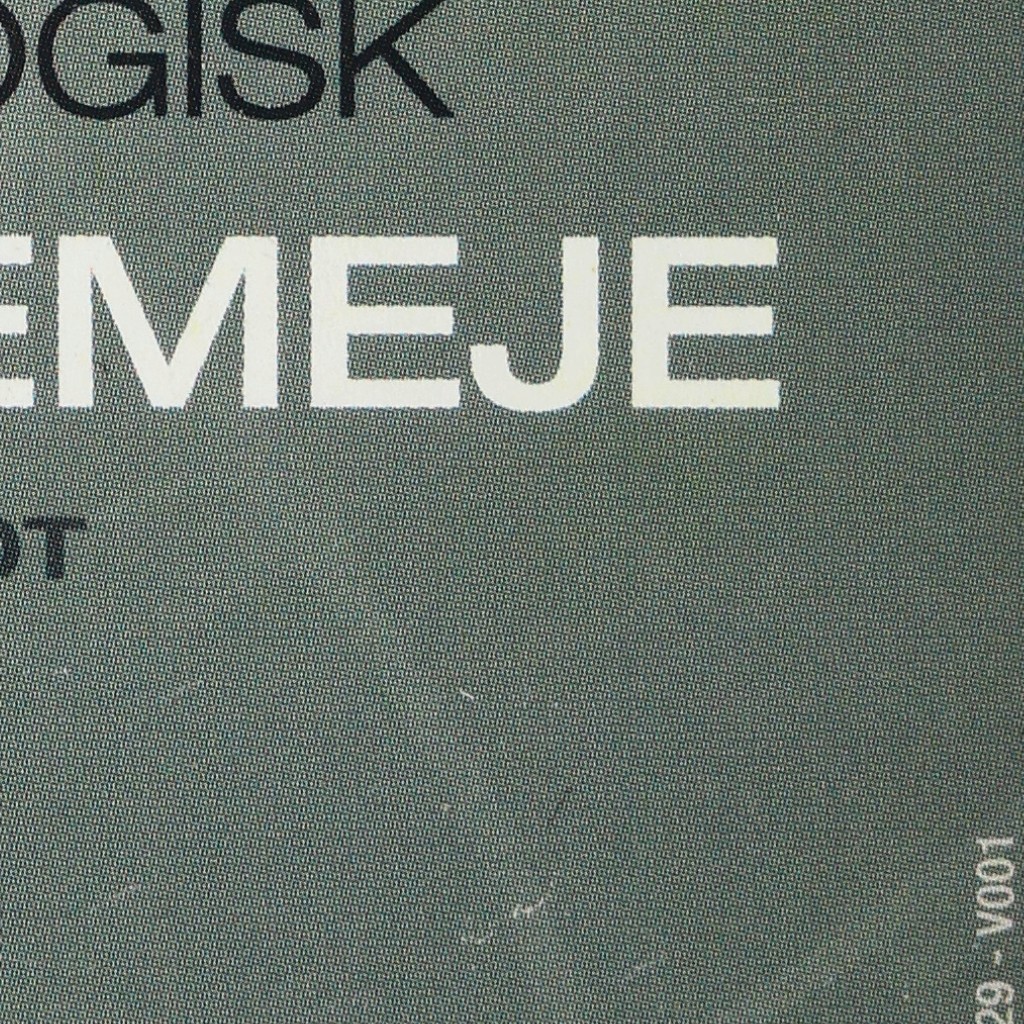 OGISK
EMEJE
OT
29 - V001